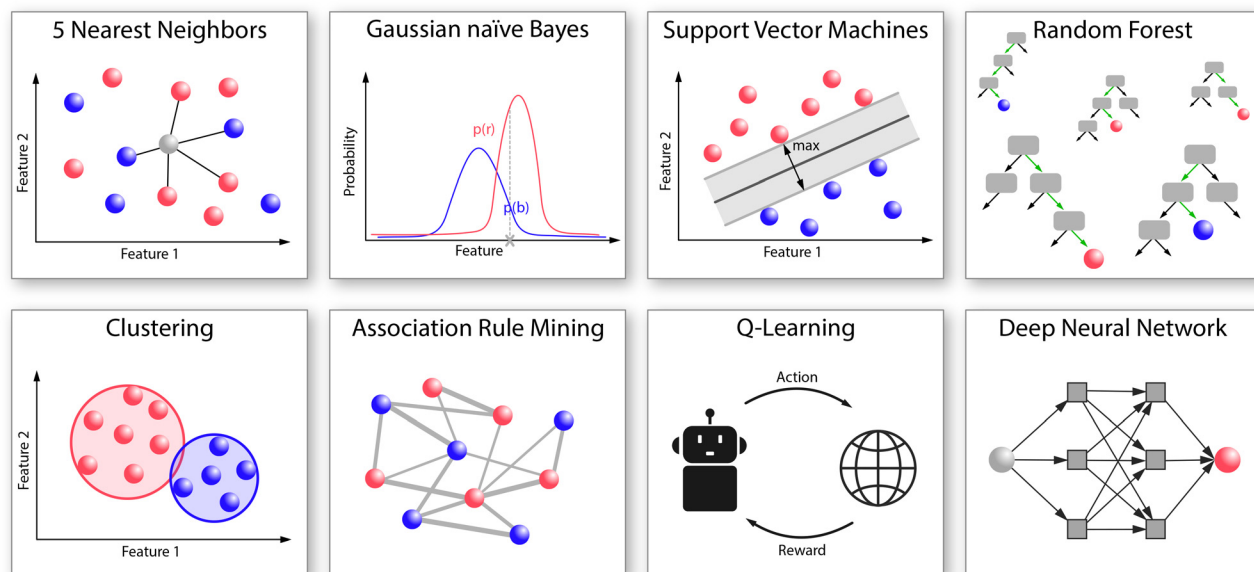 5 Nearest Neighbors
Feature 2
Feature 1
Gaussian naïve Bayes
Probability
p(r)
p(b)
Feature
Support Vector Machines
Feature 2
max
Feature 1
Random Forest
Clustering
Feature 2
Feature 1
Association Rule Mining
Q-Learning
Action
Reward
Deep Neural Network